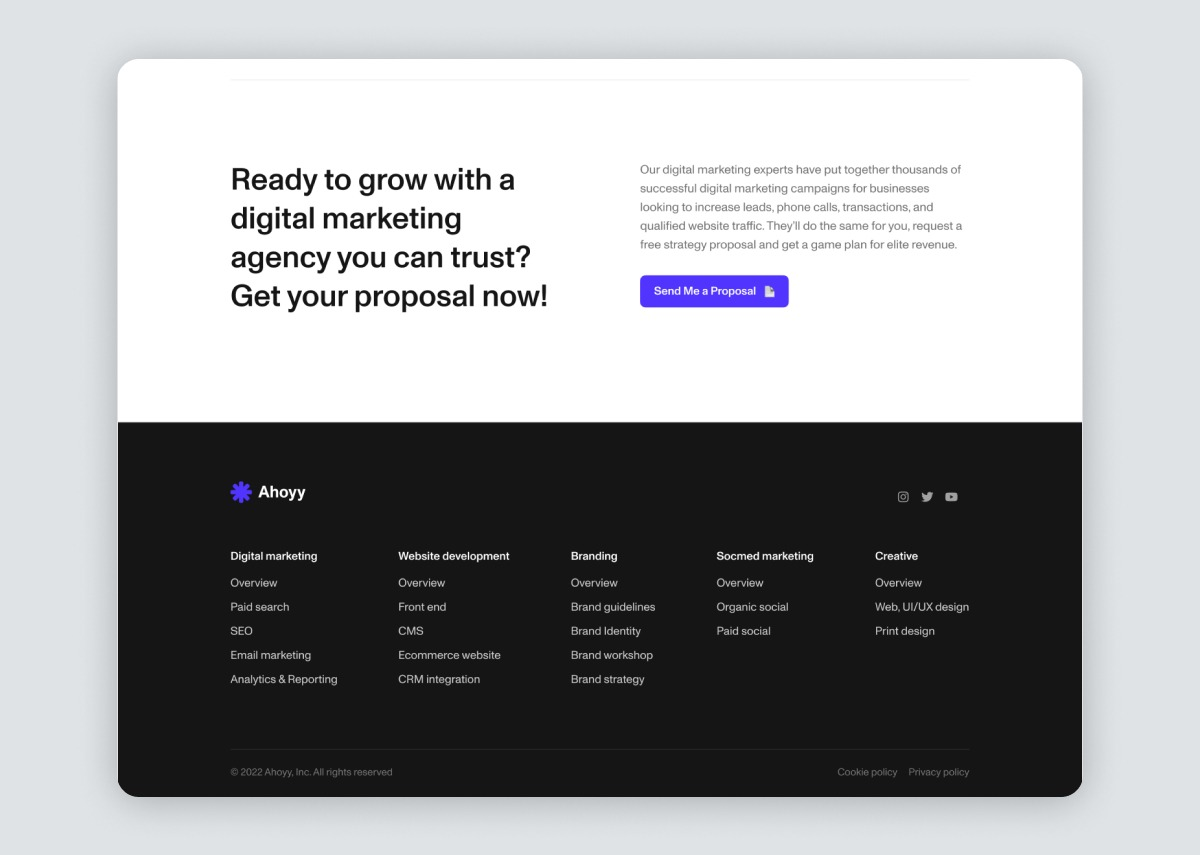 Ready to grow with a
digital marketing
agency you can trust?
Get your proposal now!
Our digital marketing experts have put together thousands of
successful digital marketing campaigns for businesses
looking to increase leads, phone calls, transactions, and
qualified website traffic. They'll do the same for you, request a
free strategy proposal and get a game plan for elite revenue.
Send Me a Proposal
Ahoyy
Digital marketing
Overview
Paid search
SEO
Email marketing
Analytics & Reporting
Website development
Overview
Front end
CMS
Ecommerce website
CRM integration
Branding
Overview
Brand guidelines
Brand Identity
Brand workshop
Brand strategy
Socmed marketing
Overview
Organic social
Paid social
Creative
Overview
Web, UI/UX design
Print design
© 2022 Ahoyy, Inc. All rights reserved
Cookie policy Privacy policy